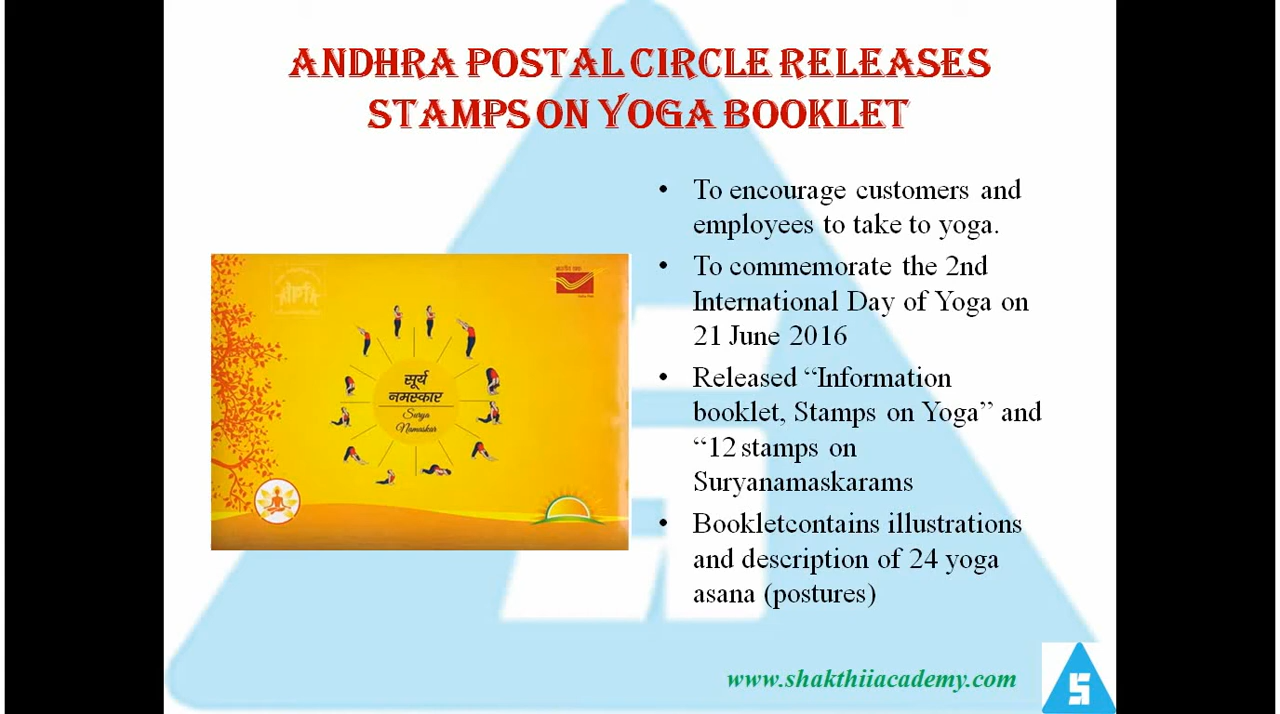 ANDHRA POSTAL CIRCLE RELEASES
STAMPS ON YOGA BOOKLET
• To encourage customers and
employees to take to yoga.
• To commemorate the 2nd
International Day of Yoga on
21 June 2016
• Released “Information
booklet, Stamps on Yoga” and
“12 stamps on
Suryanamaskarams
• Bookletcontains illustrations
and description of 24 yoga
asana (postures)
सूर्य
नमस्कार
Surya
Namaskar
www.shakthiiacademy.com